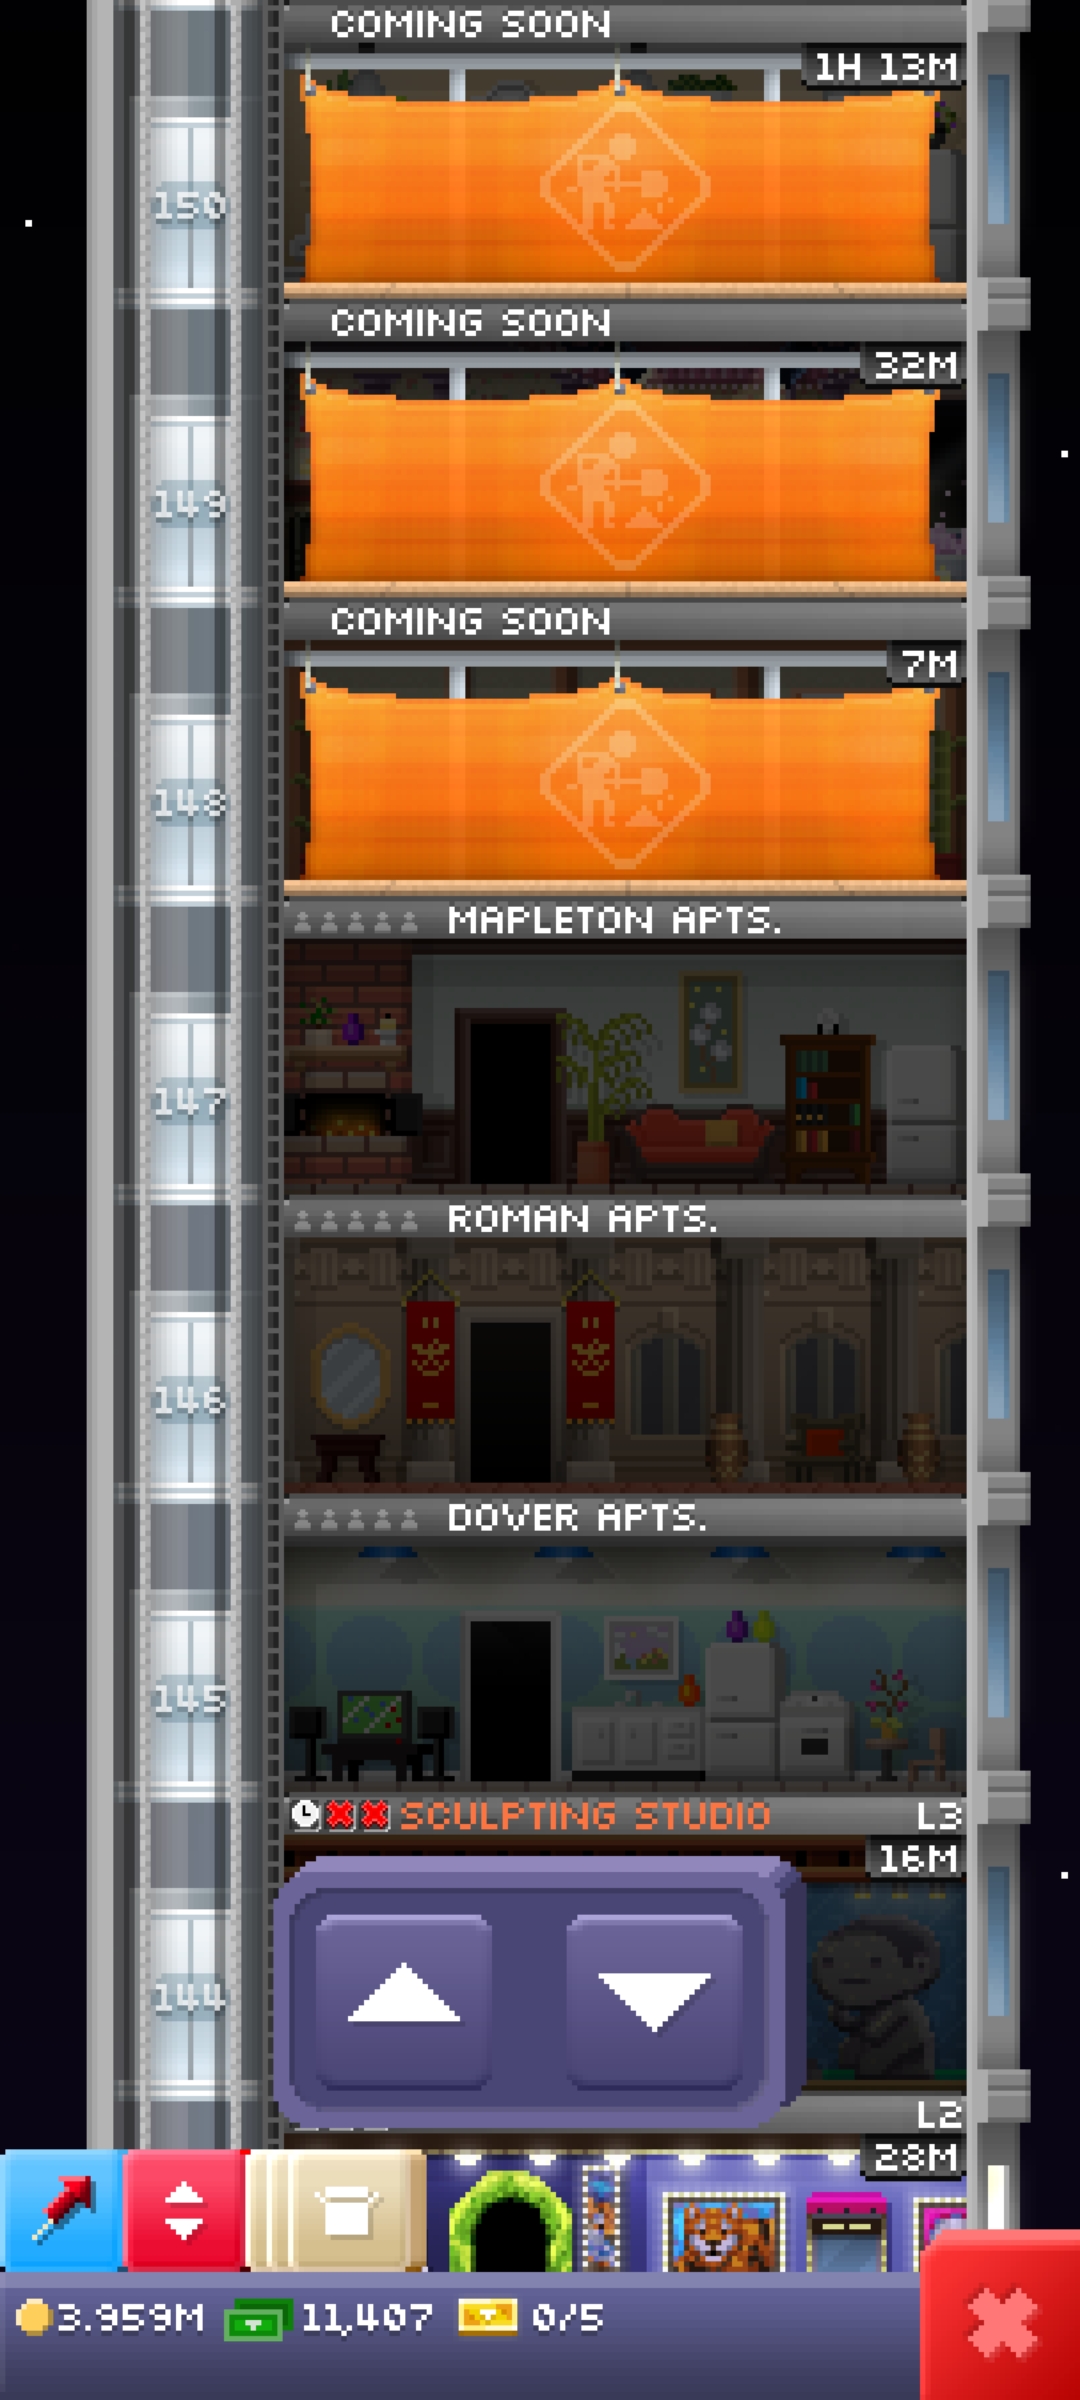 COMING SOON
1H 13M
150
COMING SOON
32M
149
COMING SOON
7M
148
MAPLETON APTS.
147
ROMAN APTS.
146
DOVER APTS.
145
SCULPTING STUDIO L3
16M
144
L2
28M
3.959M 11,407 0/5